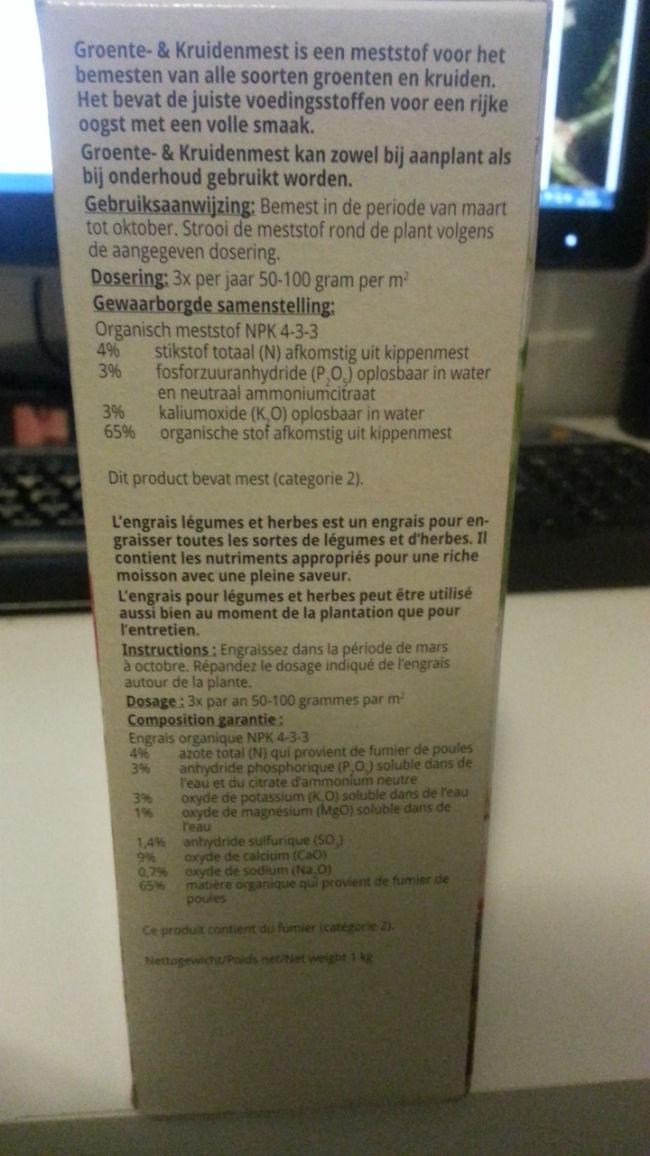 Groente- & Kruidenmest is een meststof voor het
bemesten van alle soorten groenten en kruiden.
Het bevat de juiste voedingsstoffen voor een rijke
oogst met een volle smaak.
Groente- & Kruidenmest kan zowel bij aanplant als
bij onderhoud gebruikt worden.
Gebruiksaanwijzing: Bemest in de periode van maart
tot oktober. Strooi de meststof rond de plant volgens
de aangegeven dosering.
Dosering: 3x per jaar 50-100 gram per m²
Gewaarborgde samenstelling:
Organisch meststof NPK 4-3-3
4% stikstof totaal (N) afkomstig uit kippenmest
3% fosforzuuranhydride (P₂O₅) oplosbaar in water
en neutraal ammoniumcitraat
3% kaliumoxide (K₂O) oplosbaar in water
65% organische stof afkomstig uit kippenmest
Dit product bevat mest (categorie 2).
L'engrais légumes et herbes est un engrais pour en-
graisser toutes les sortes de légumes et d'herbes. Il
contient les nutriments appropriés pour une riche
moisson avec une pleine saveur.
L'engrais pour légumes et herbes peut être utilisé
aussi bien au moment de la plantation que pour
l'entretien.
Instructions : Engraissez dans la période de mars
à octobre. Répandez le dosage indiqué de l'engrais
autour de la plante.
Dosage : 3x par an 50-100 grammes par m²
Composition garantie :
Engrais organique NPK 4-3-3
4% azote total (N) qui provient de fumier de poules
3% anhydride phosphorique (P₂O₅) soluble dans de
l'eau et du citrate d'ammonium neutre
3% oxyde de potassium (K₂O) soluble dans de l'eau
1% oxyde de magnésium (MgO) soluble dans de
l'eau
1,4% anhydride sulfurique (SO₃)
9% oxyde de calcium (CaO)
0,7% oxyde de sodium (Na₂O)
65% matière organique qui provient de fumier de
poules
Ce produit contient du fumier (catégorie 2).
Nettogewicht/Poids net/Net weight 1 kg